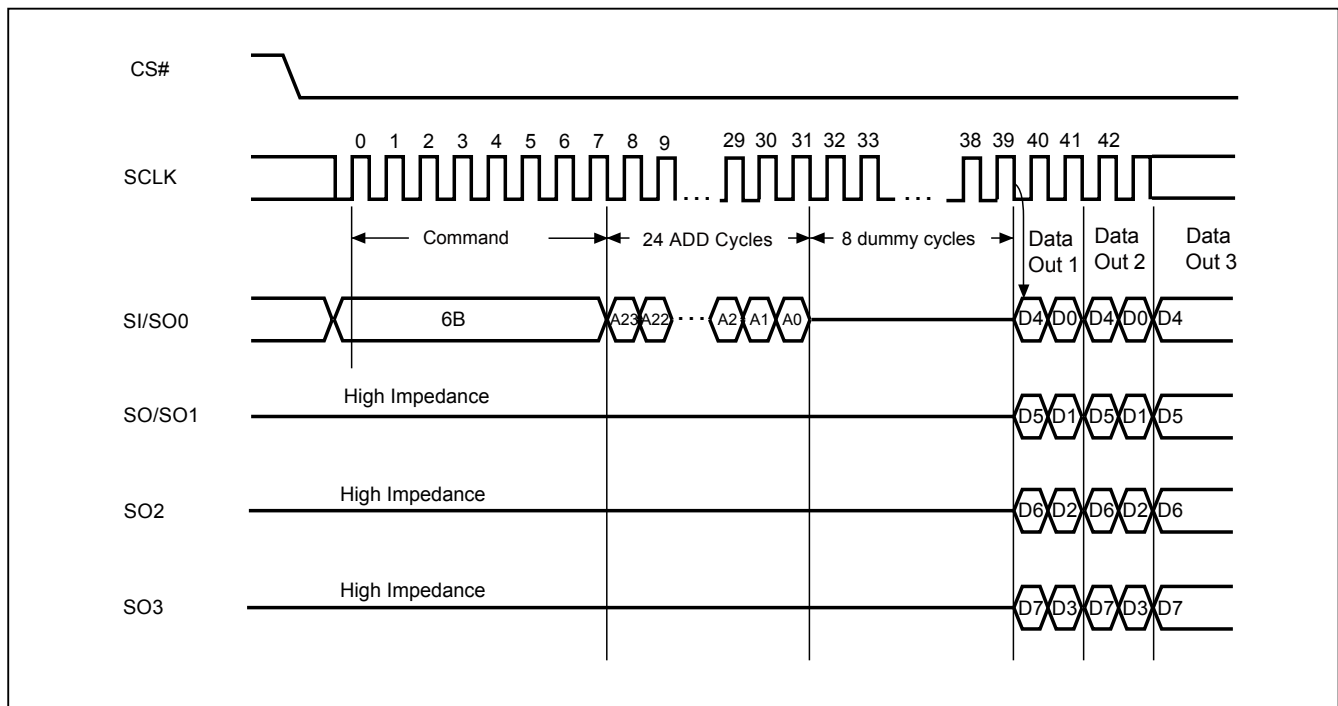 CS#
0 1 2 3 4 5 6 7 8 9 29 30 31 32 33 38 39 40 41 42
SCLK
Command 24 ADD Cycles 8 dummy cycles Data Out 1 Data Out 2 Data Out 3
SI/SO0 6B A23 A22 A2 A1 A0 D4 D0 D4 D0 D4
High Impedance
SO/SO1 D5 D1 D5 D1 D5
High Impedance
SO2 D6 D2 D6 D2 D6
High Impedance
SO3 D7 D3 D7 D3 D7